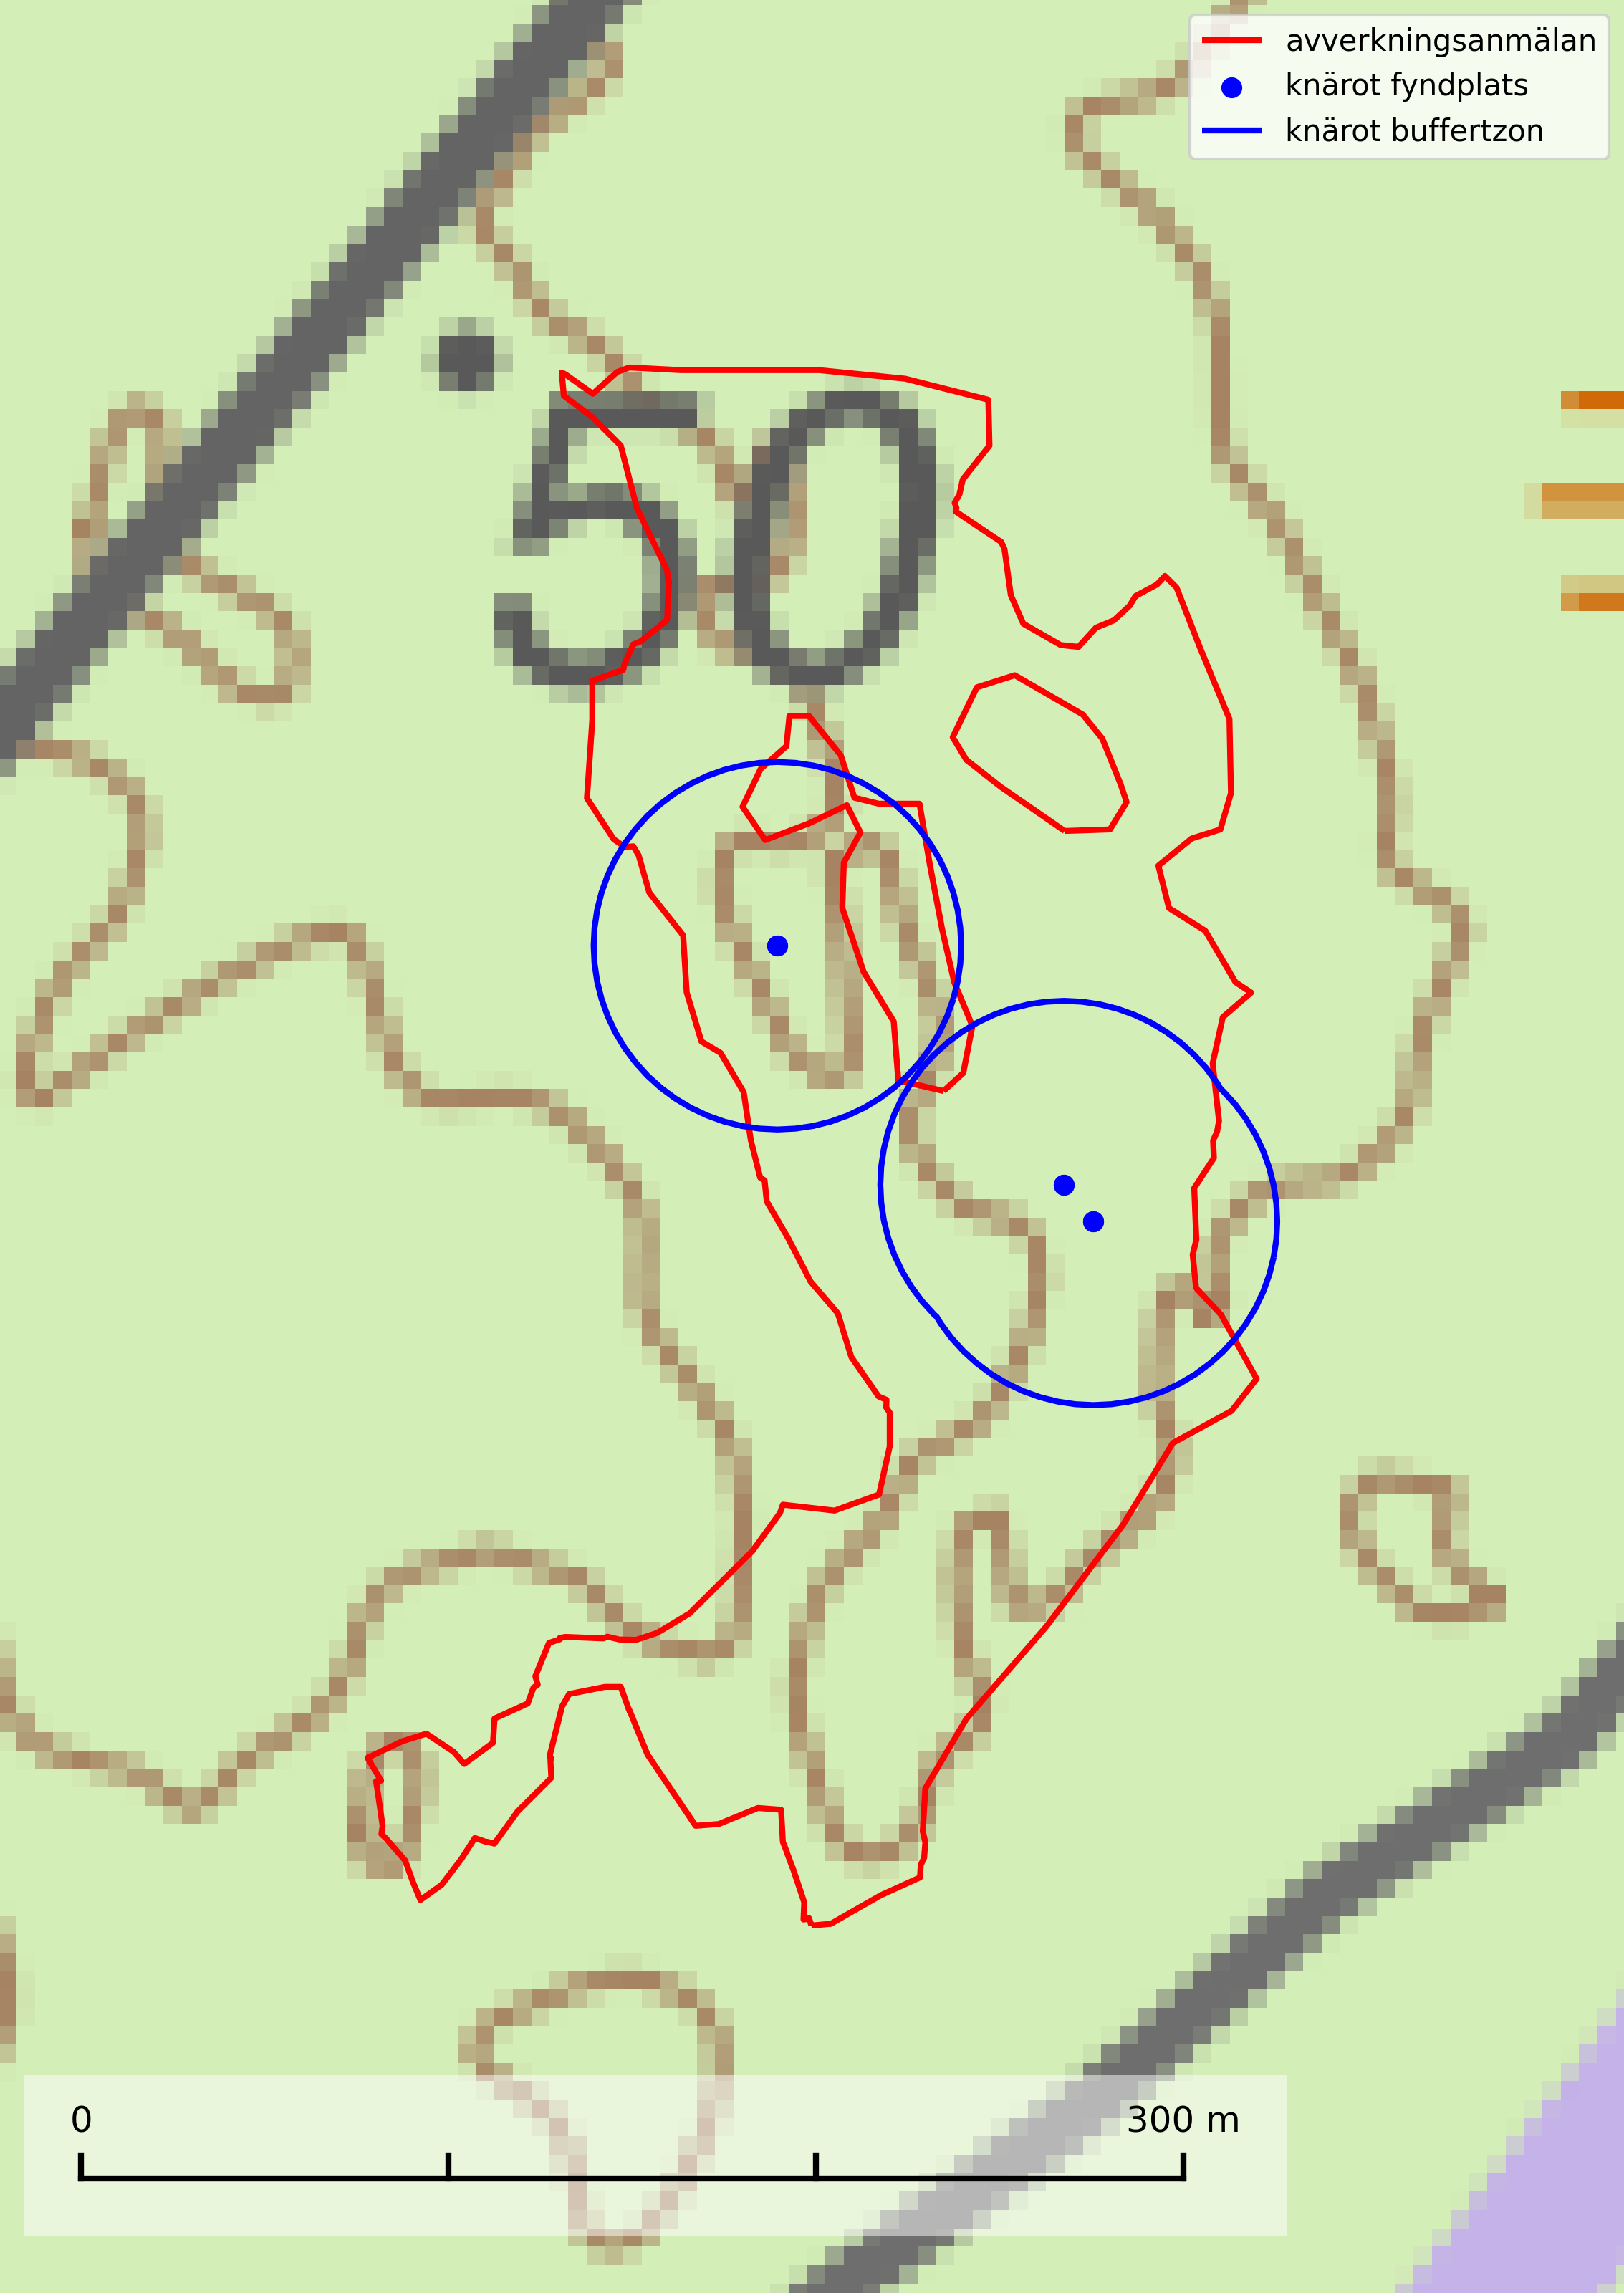 avverkningsanmälan
knärot fyndplats
knärot buffertzon
50
0 300 m